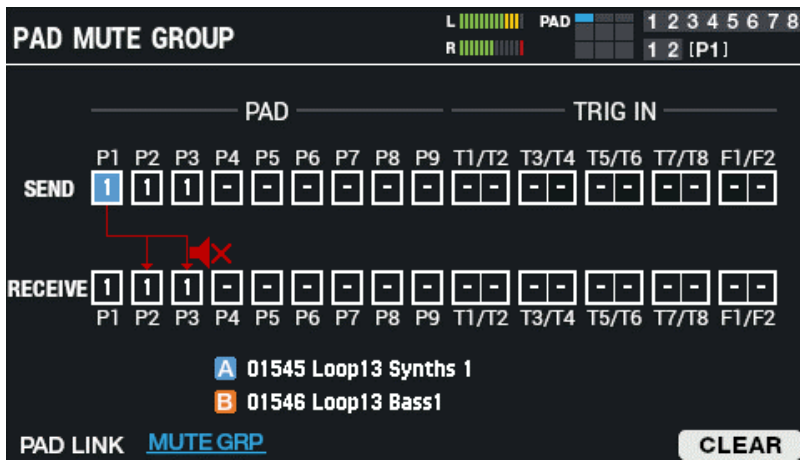 PAD MUTE GROUP
L PAD 1 2 3 4 5 6 7 8
R 1 2 [P1]
PAD TRIG IN
P1 P2 P3 P4 P5 P6 P7 P8 P9 T1/T2 T3/T4 T5/T6 T7/T8 F1/F2
SEND 1 1 1 - - - - - - - - - - - - - - - -
RECEIVE 1 1 1 - - - - - - - - - - - - - - - -
P1 P2 P3 P4 P5 P6 P7 P8 P9 T1/T2 T3/T4 T5/T6 T7/T8 F1/F2
A 01545 Loop13 Synths 1
B 01546 Loop13 Bass1
PAD LINK MUTE GRP CLEAR